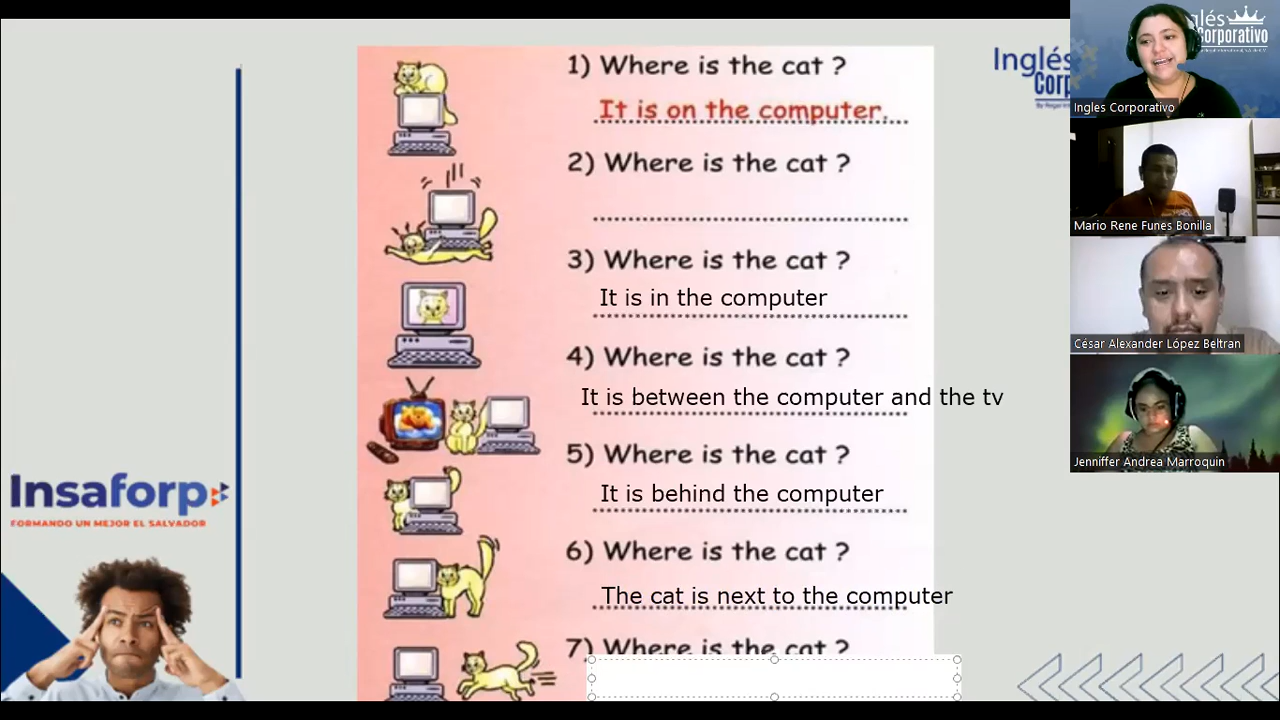 1) Where is the cat ?
It is on the computer.
2) Where is the cat ?
3) Where is the cat ?
It is in the computer
4) Where is the cat ?
It is between the computer and the tv
5) Where is the cat ?
It is behind the computer
6) Where is the cat ?
The cat is next to the computer
7) Where is the cat ?
Insaforp
FORMANDO UN MEJOR EL SALVADOR
Inglés
Corp
glés
Corporativo
Ingles Corporativo
Mario Rene Funes Bonilla
César Alexander López Beltran
Jenniffer Andrea Marroquin